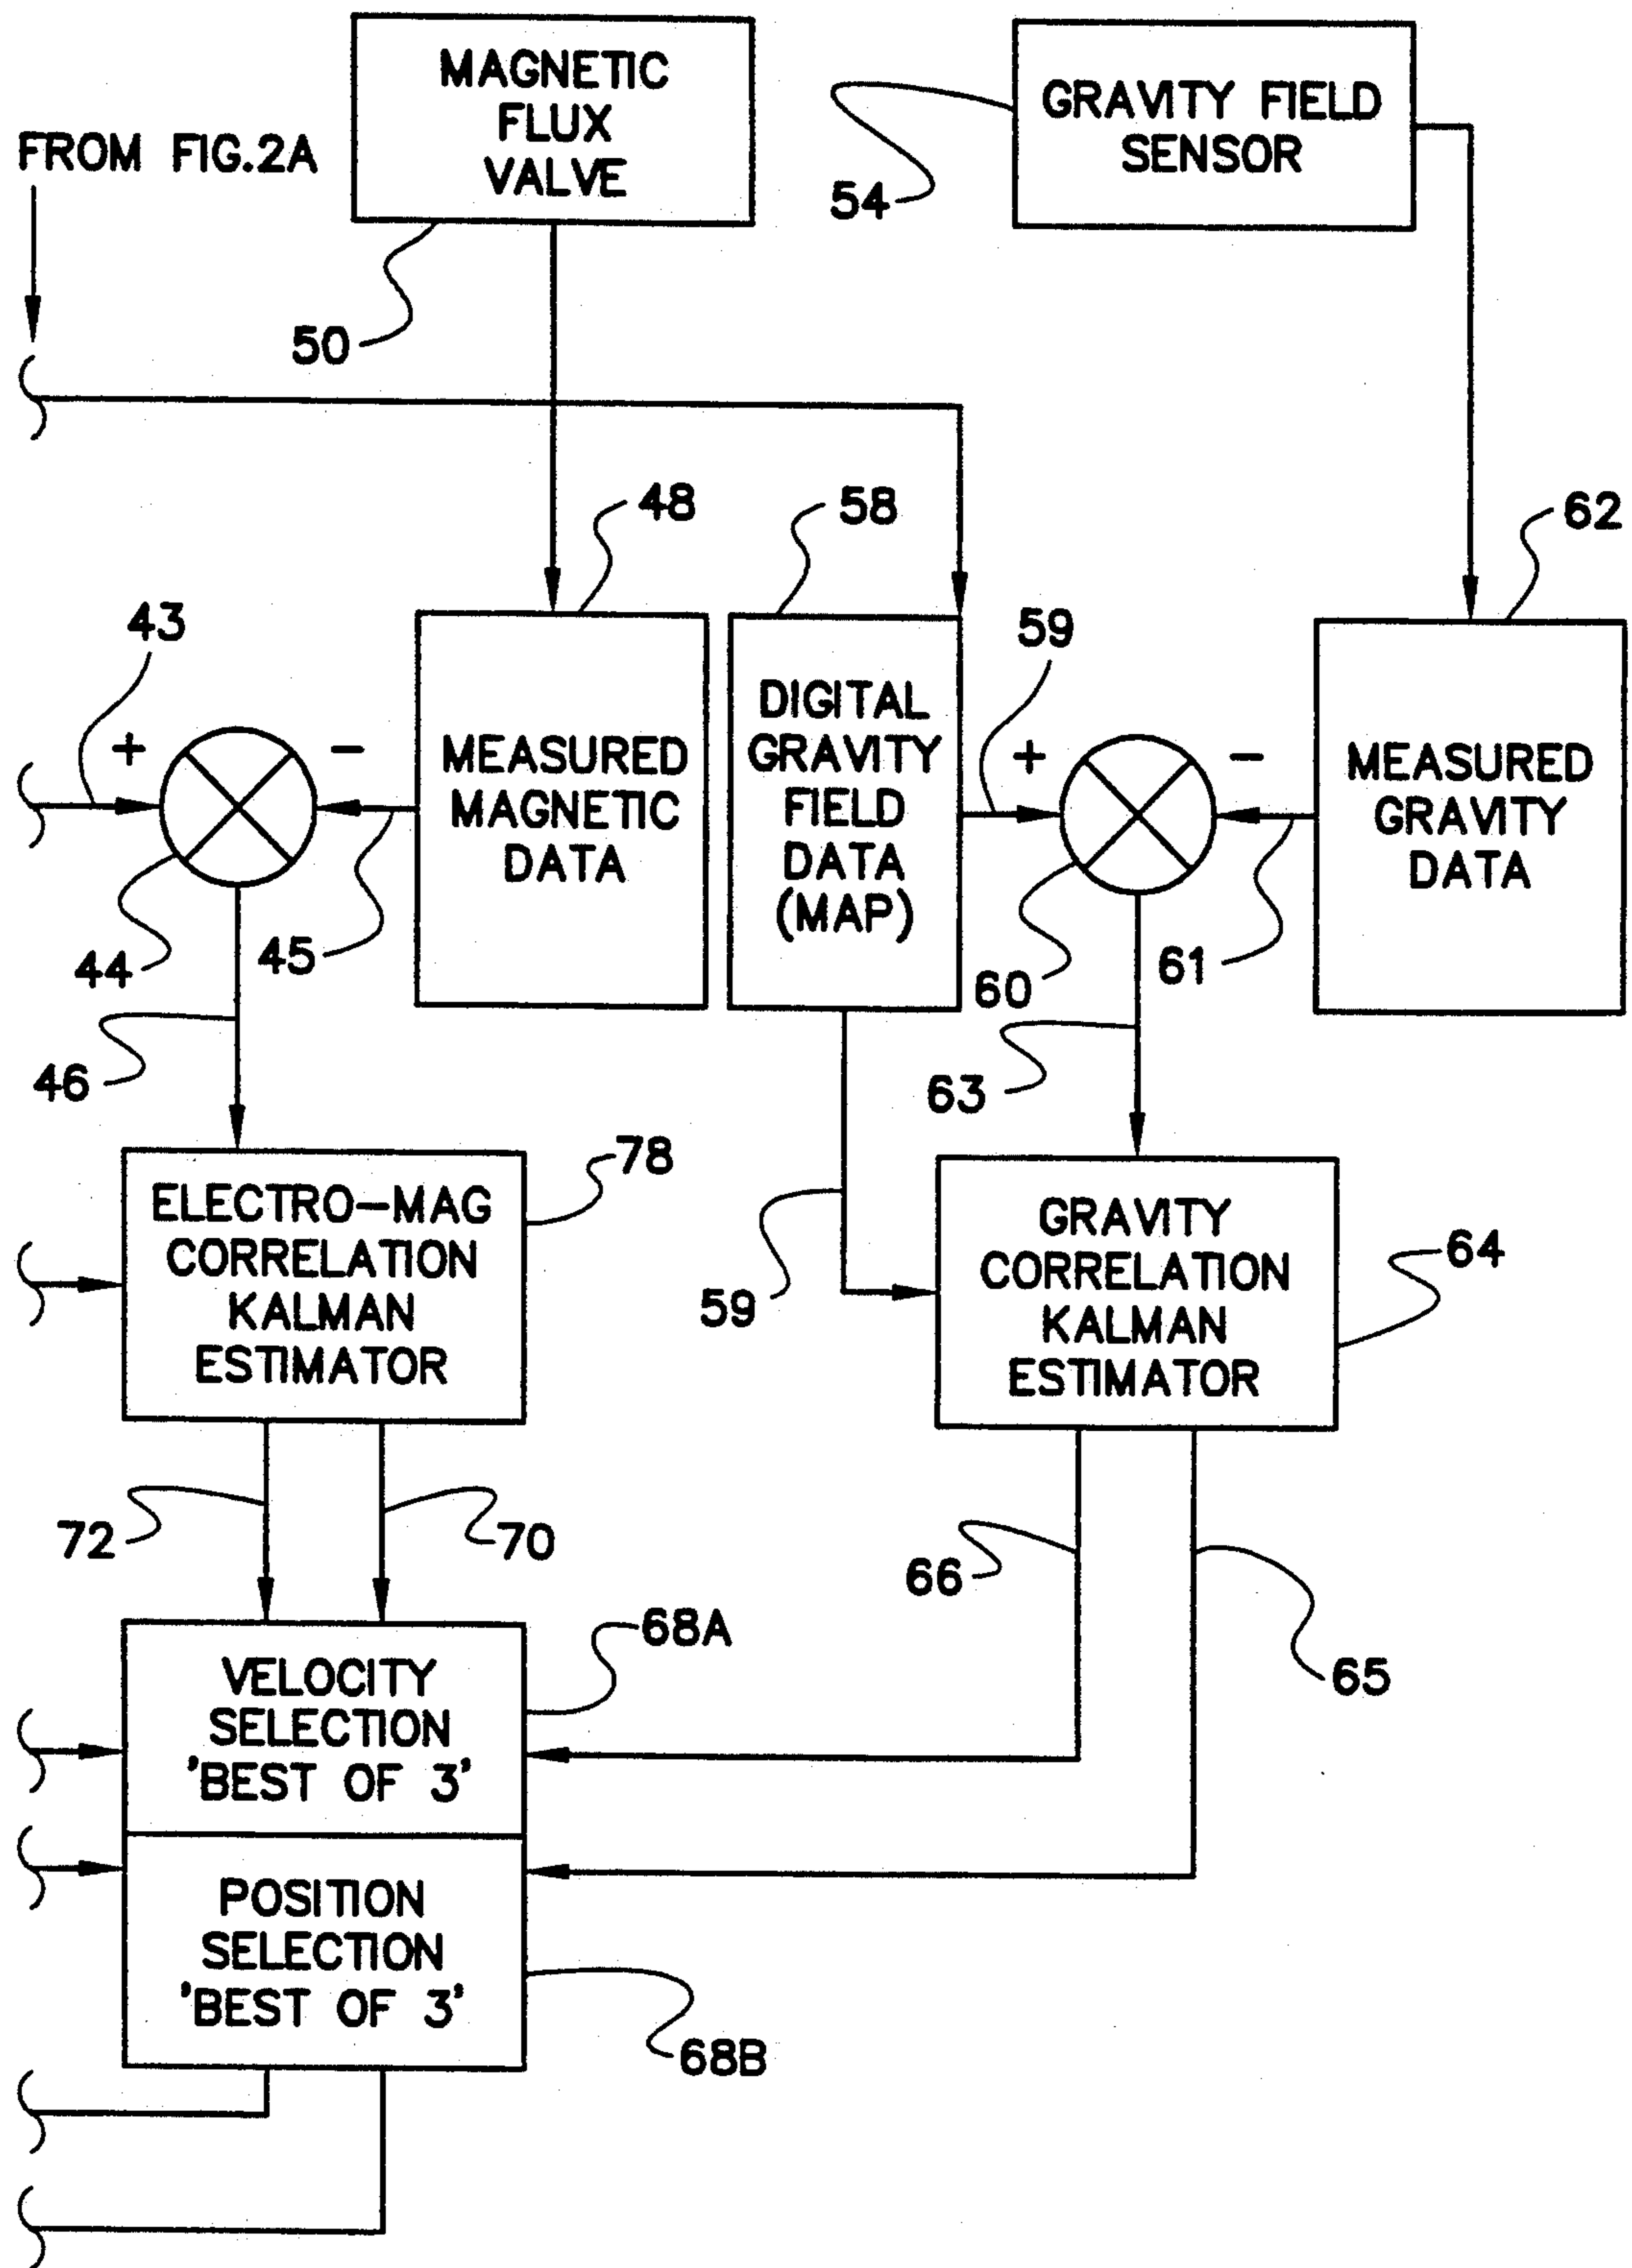 MAGNETIC
FLUX
VALVE
GRAVITY FIELD
SENSOR
FROM FIG.2A
54
50
48
58
62
43
59
+
-
DIGITAL
GRAVITY
FIELD
DATA
(MAP)
+
-
MEASURED
MAGNETIC
DATA
MEASURED
GRAVITY
DATA
44
45
60
61
46
63
78
ELECTRO-MAG
CORRELATION
KALMAN
ESTIMATOR
GRAVITY
CORRELATION
KALMAN
ESTIMATOR
64
59
72
70
66
65
68A
VELOCITY
SELECTION
'BEST OF 3'
POSITION
SELECTION
'BEST OF 3'
68B